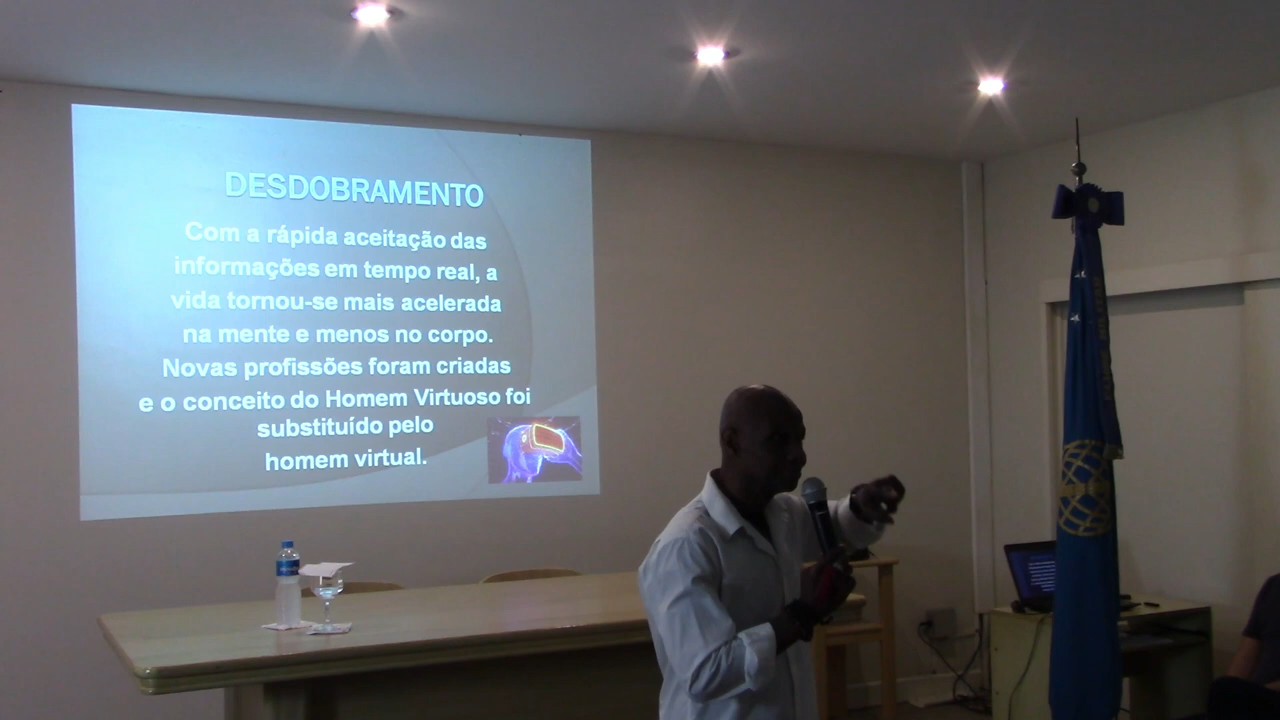 DESDOBRAMENTO
Com a rápida aceitação das
informações em tempo real, a
vida tornou-se mais acelerada
na mente e menos no corpo.
Novas profissões foram criadas
e o conceito do Homem Virtuoso foi
substituído pelo
homem virtual.